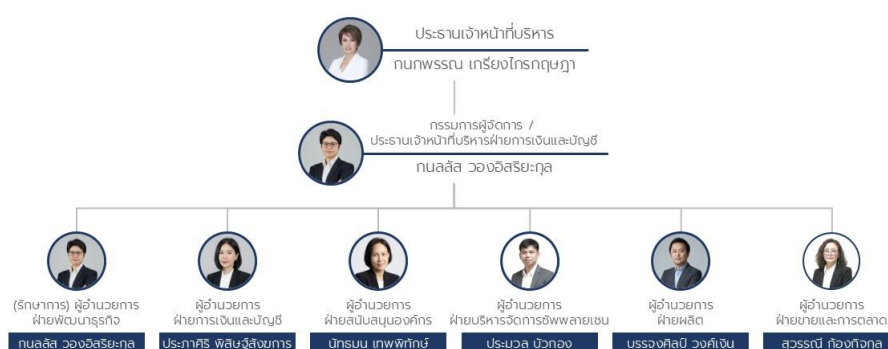 ประธานเจ้าหน้าที่บริหาร
กนกพรรณ เกรียงไกรกฤษฎา
กรรมการผู้จัดการ /
ประธานเจ้าหน้าที่บริหารฝ่ายการเงินและบัญชี
กนลลัส วองอิสริยะกุล
(รักษาการ) ผู้อำนวยการ
ฝ่ายพัฒนาธุรกิจ
กนลลัส วองอิสริยะกุล
ผู้อำนวยการ
ฝ่ายการเงินและบัญชี
ประภาศิริ พิสิษฐ์สังฆการ
ผู้อำนวยการ
ฝ่ายสนับสนุนองค์กร
นัทธมน เทพพิทักษ์
ผู้อำนวยการ
ฝ่ายบริหารจัดการซัพพลายเชน
ประมวล บัวทอง
ผู้อำนวยการ
ฝ่ายผลิต
บรรจงศิลป์ วงศ์เงิน
ผู้อำนวยการ
ฝ่ายขายและการตลาด
สุวรรณี ก้องกิจกุล